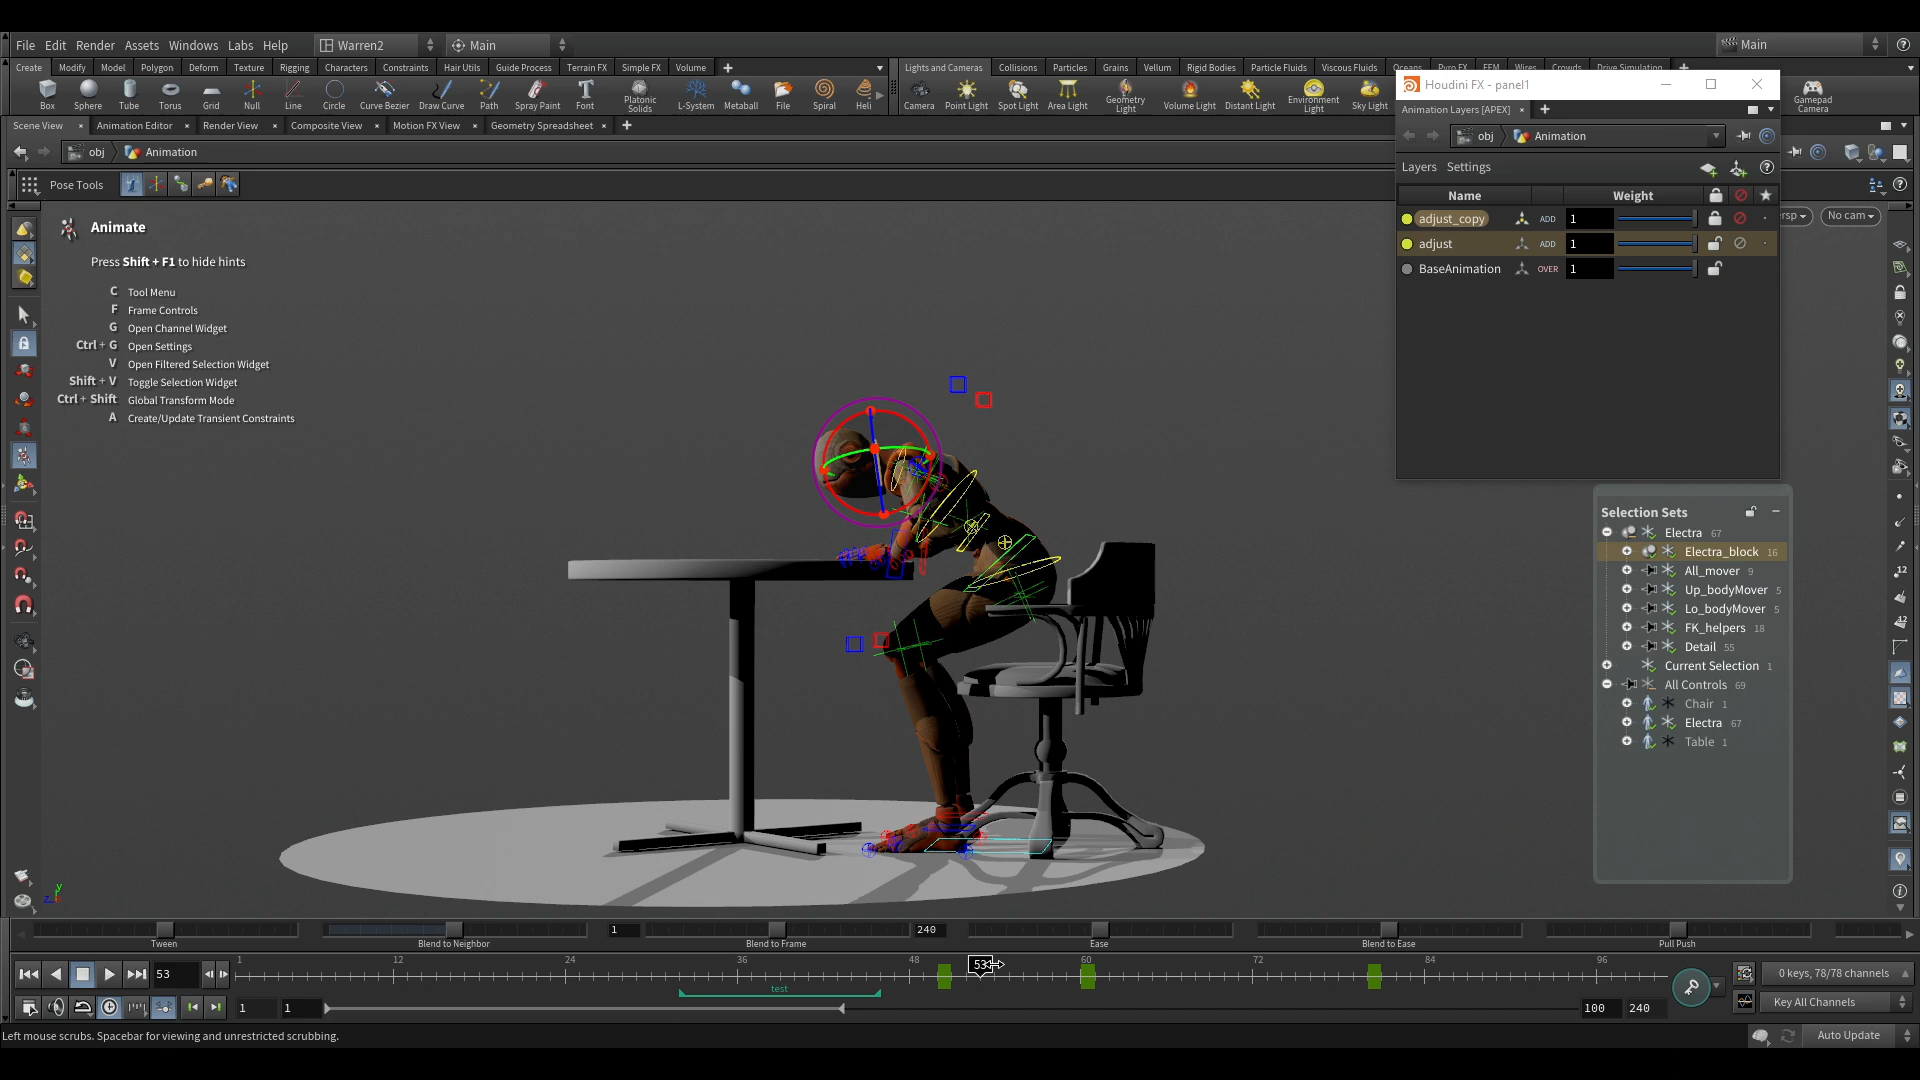 File Edit Render Assets Windows Labs Help Warren2 Main Main
Create Modify Model Polygon Deform Texture Rigging Characters Constraints Hair Utils Guide Process Terrain FX Simple FX Volume
Lights and Cameras Collisions Particles Grains Vellum Rigid Bodies Particle Fluids Viscous Fluids Oceans Pyro FX FEM Wires Crowds Drive Simulation
Box Sphere Tube Torus Grid Null Line Circle Curve Bezier Draw Curve Path Spray Paint Font Platonic Solids L-System Metaball File Spiral Heli
Camera Point Light Spot Light Area Light Geometry Light Volume Light Distant Light Environment Light Sky Light Gamepad Camera
Scene View Animation Editor Render View Composite View Motion FX View Geometry Spreadsheet
obj Animation
Pose Tools
Animate
Press Shift + F1 to hide hints
C Tool Menu
F Frame Controls
G Open Channel Widget
Ctrl + G Open Settings
V Open Filtered Selection Widget
Shift + V Toggle Selection Widget
Ctrl + Shift Global Transform Mode
A Create/Update Transient Constraints
Houdini FX - panel1
Animation Layers [APEX]
obj Animation
Layers Settings
Name Weight
adjust_copy ADD 1
adjust ADD 1
BaseAnimation OVER 1
ersp No cam
Selection Sets
Electra 67
Electra_block 16
All_mover 9
Up_bodyMover 5
Lo_bodyMover 5
FK_helpers 18
Detail 55
Current Selection 1
All Controls 69
Chair 1
Electra 67
Table 1
12
12
y
z
1 240
Tween Blend to Neighbor Blend to Frame Ease Blend to Ease Pull Push
53 1 12 24 36 48 53 60 72 84 96
test
0 keys, 78/78 channels
1 1 100 240
Key All Channels
Left mouse scrubs. Spacebar for viewing and unrestricted scrubbing.
Auto Update